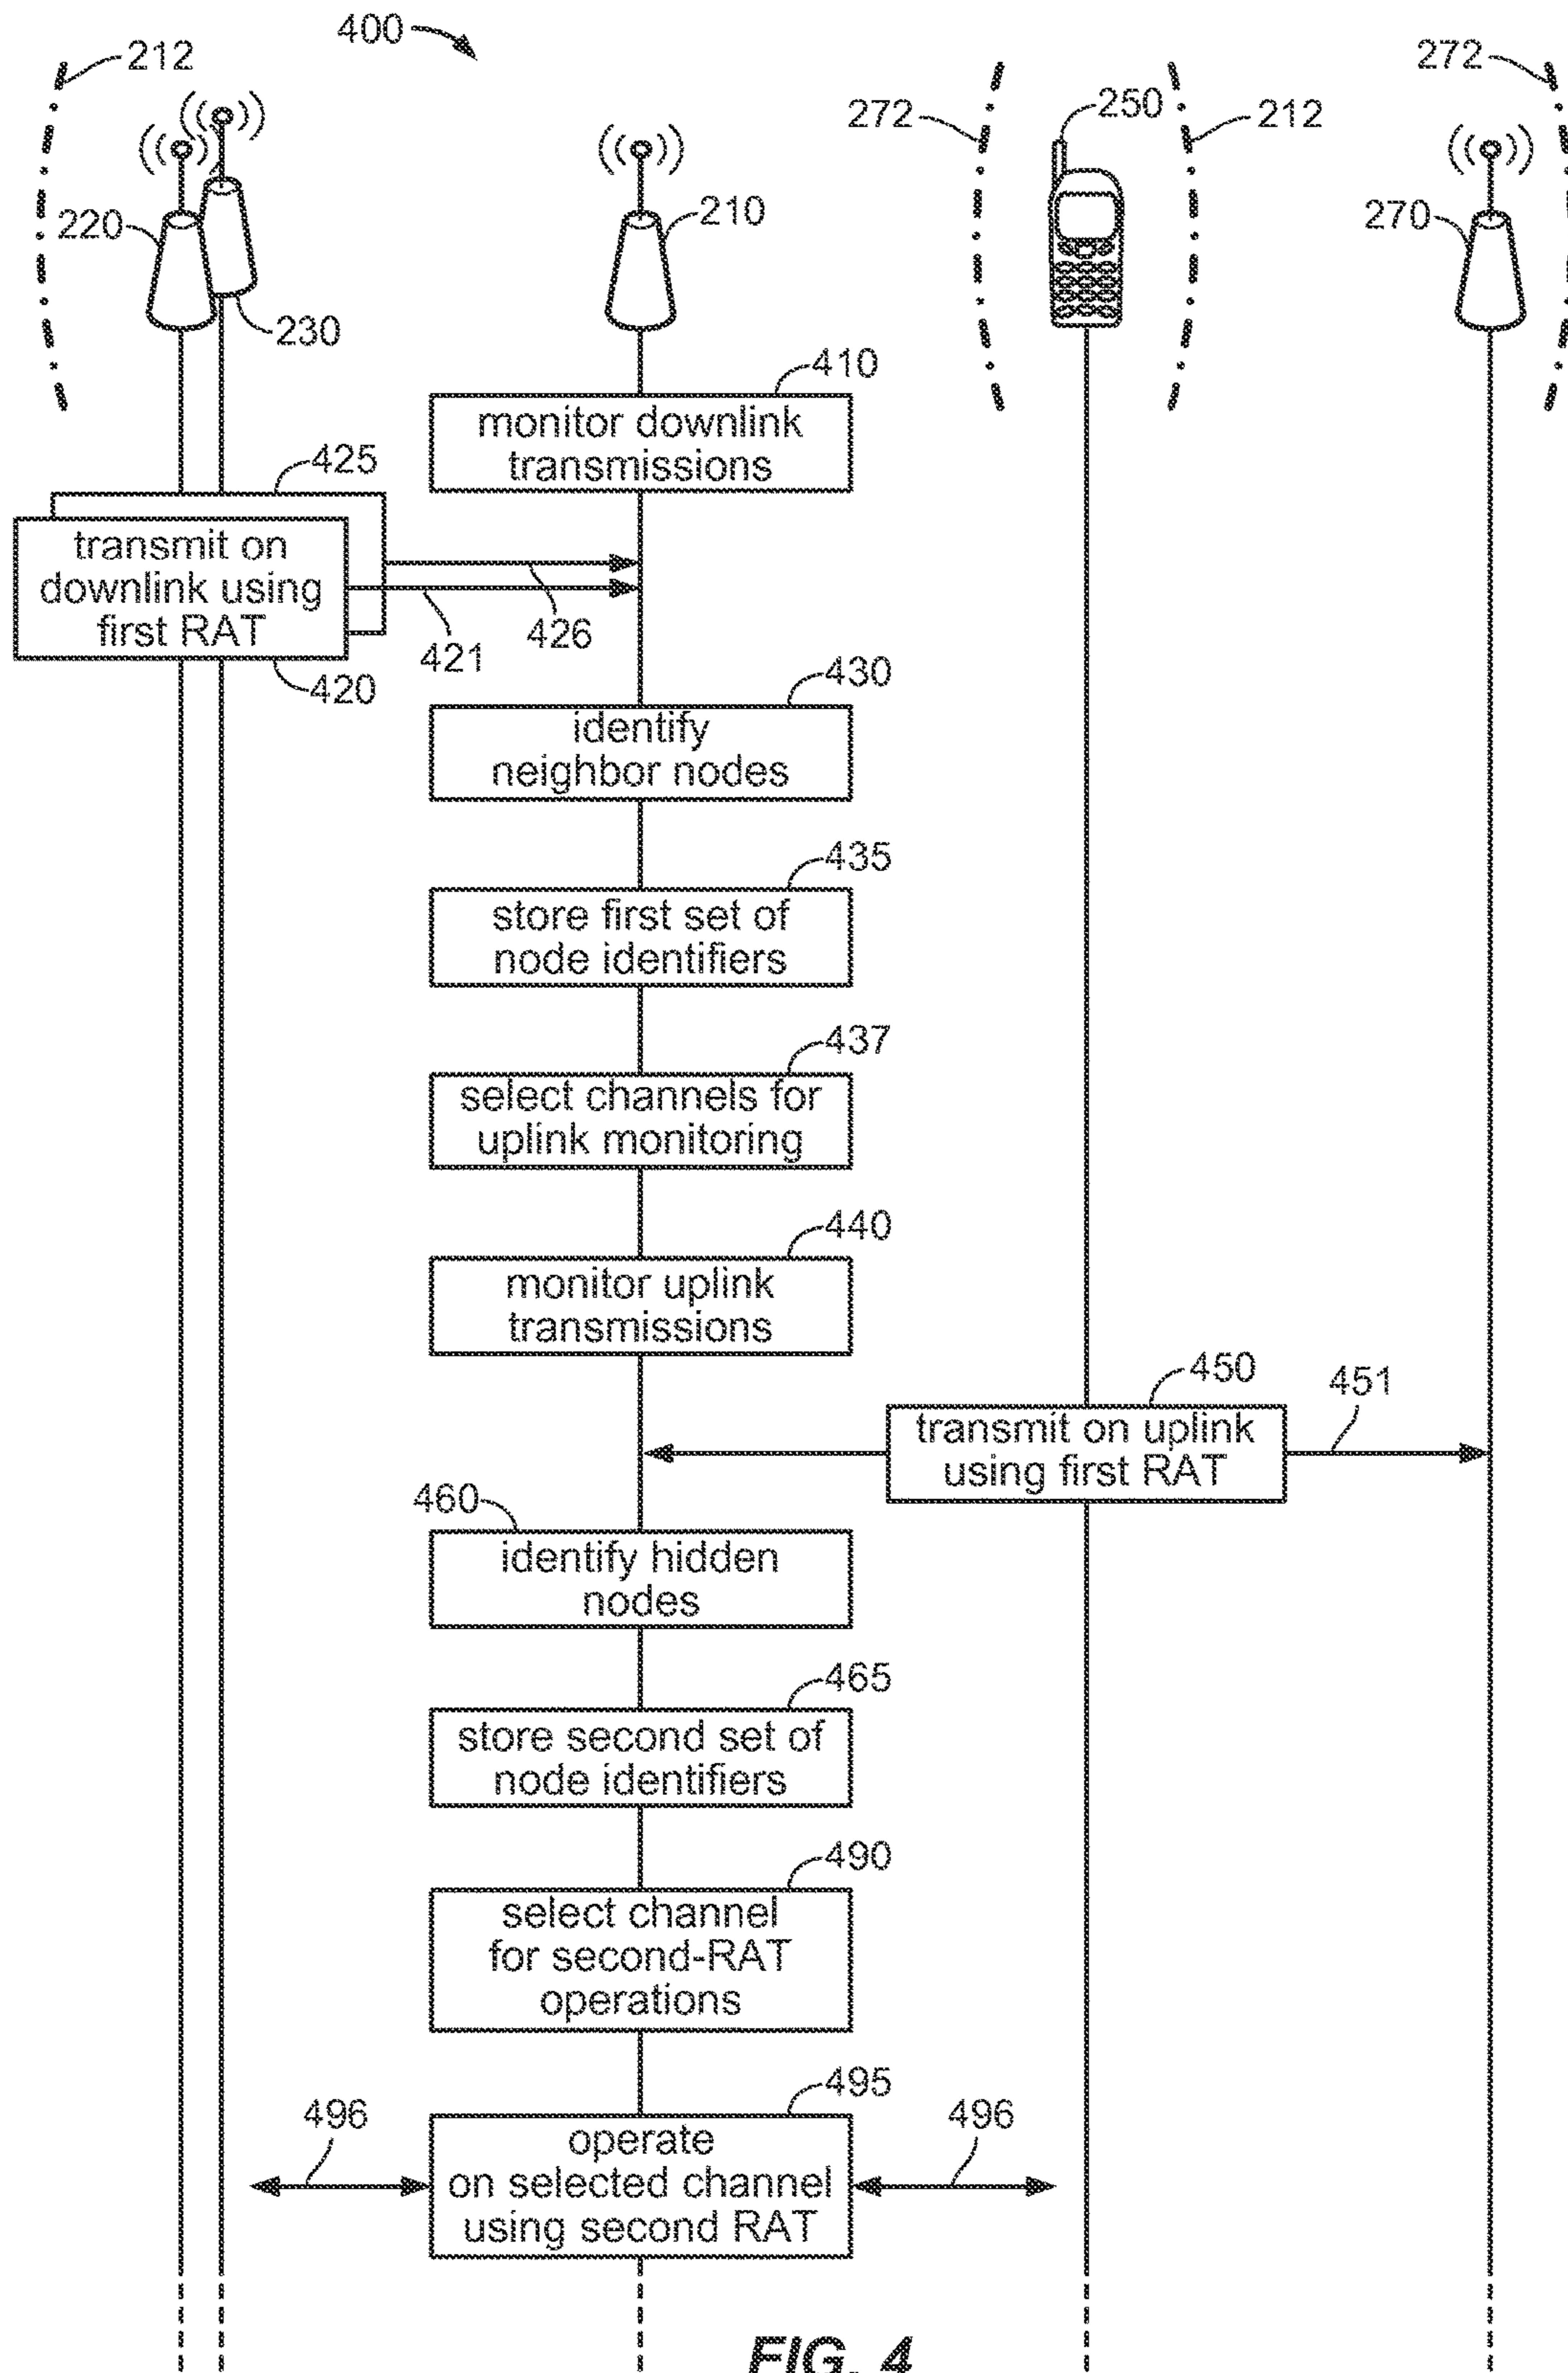 400
212
272
272
250
212
220
210
270
230
410
monitor downlink
transmissions
425
transmit on
downlink using
first RAT
426
421
420
430
identify
neighbor nodes
435
store first set of
node identifiers
437
select channels for
uplink monitoring
440
monitor uplink
transmissions
450
451
transmit on uplink
using first RAT
460
identify hidden
nodes
465
store second set of
node identifiers
490
select channel
for second-RAT
operations
495
496
496
operate
on selected channel
using second RAT
FIG. 4